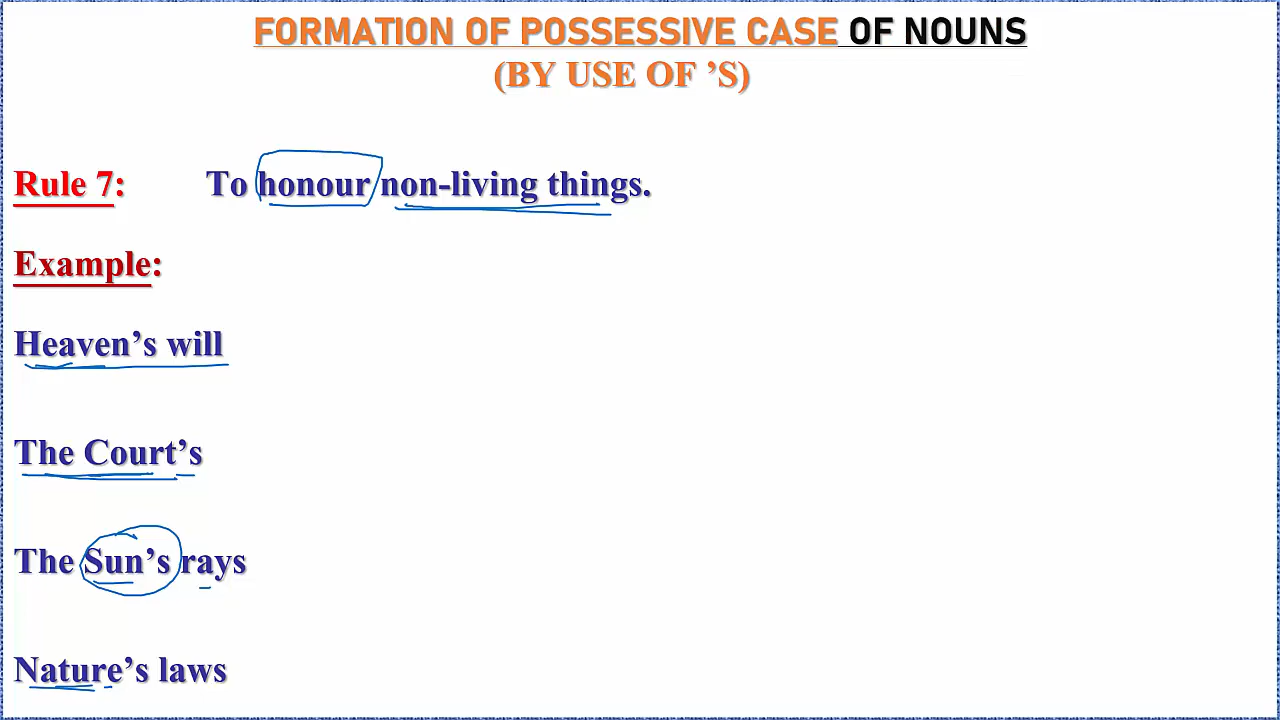 FORMATION OF POSSESSIVE CASE OF NOUNS
(BY USE OF ’S)
Rule 7: To honour non-living things.
Example:
Heaven’s will
The Court’s
The Sun’s rays
Nature’s laws